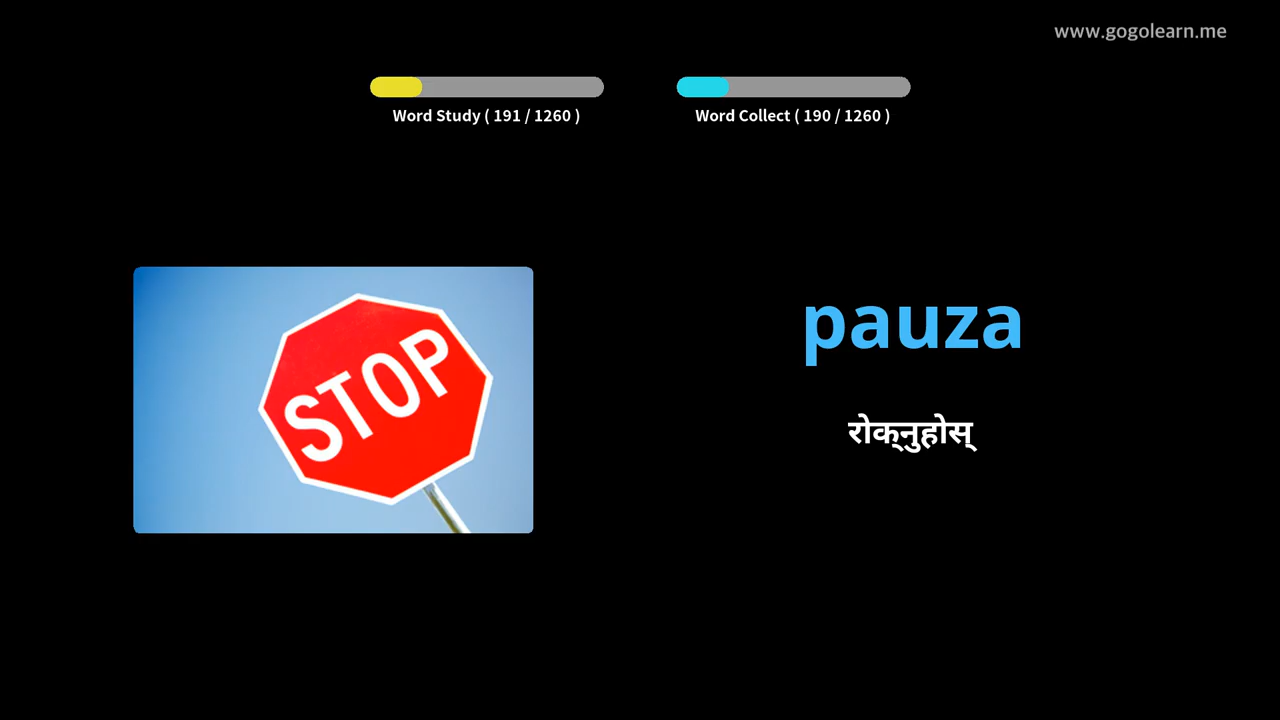 www.gogolearn.me
Word Study ( 191 / 1260 )
Word Collect ( 190 / 1260 )
STOP
pauza
रोक्नुहोस्